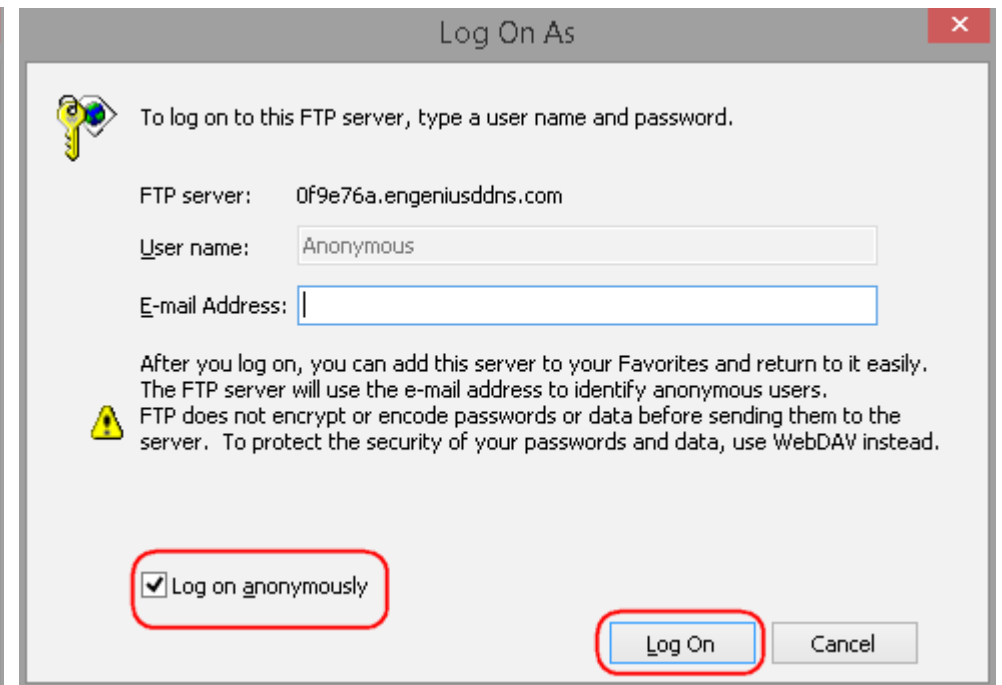 Log On As
To log on to this FTP server, type a user name and password.
FTP server: 0f9e76a.engeniusddns.com
User name: Anonymous
E-mail Address:
After you log on, you can add this server to your Favorites and return to it easily.
The FTP server will use the e-mail address to identify anonymous users.
FTP does not encrypt or encode passwords or data before sending them to the
server. To protect the security of your passwords and data, use WebDAV instead.
Log on anonymously
Log On Cancel